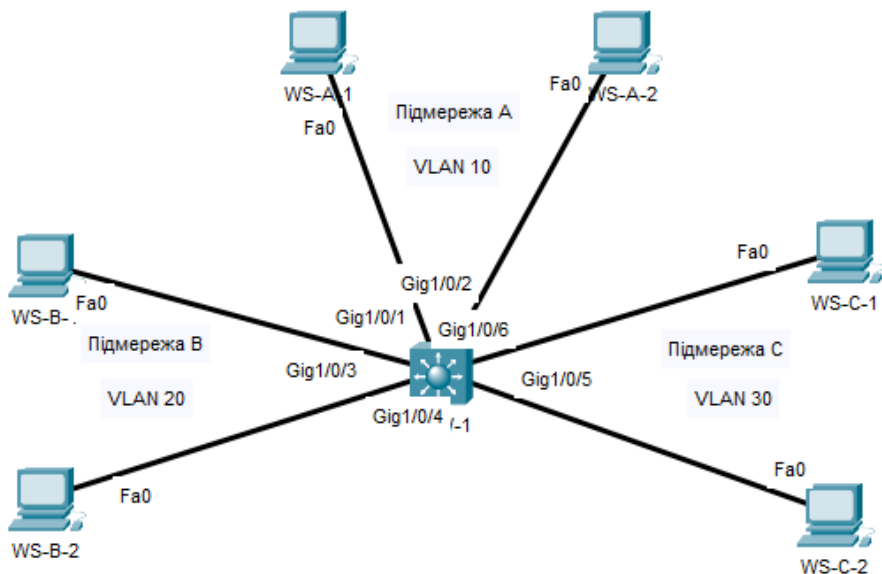 WS-A-1
WS-A-2
Fa0
Fa0
Підмережа A
VLAN 10
Fa0
WS-B-
Fa0
WS-C-1
Gig1/0/2
Gig1/0/1
Gig1/0/6
Підмережа B
Підмережа C
Gig1/0/3
Gig1/0/5
VLAN 20
VLAN 30
Gig1/0/4
-1
Fa0
Fa0
WS-B-2
WS-C-2